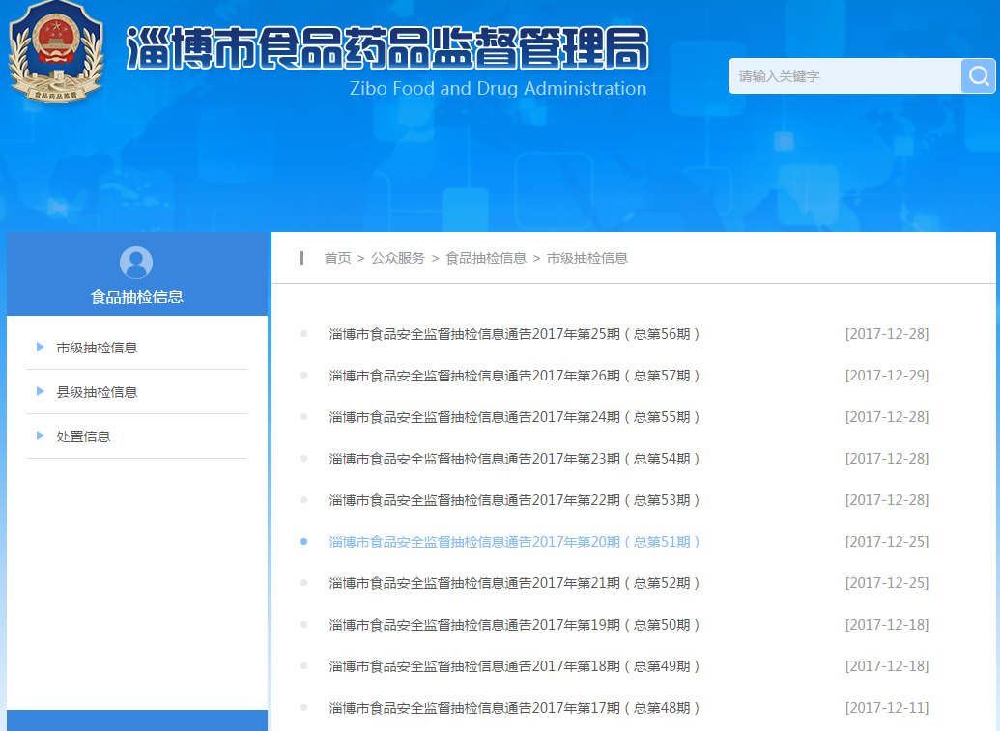 淄博市食品药品监督管理局
Zibo Food and Drug Administration
食品药品监管
请输入关键字
食品抽检信息
市级抽检信息
县级抽检信息
处置信息
首页 > 公众服务 > 食品抽检信息 > 市级抽检信息
淄博市食品安全监督抽检信息通告2017年第25期（总第56期） [2017-12-28]
淄博市食品安全监督抽检信息通告2017年第26期（总第57期） [2017-12-29]
淄博市食品安全监督抽检信息通告2017年第24期（总第55期） [2017-12-28]
淄博市食品安全监督抽检信息通告2017年第23期（总第54期） [2017-12-28]
淄博市食品安全监督抽检信息通告2017年第22期（总第53期） [2017-12-28]
淄博市食品安全监督抽检信息通告2017年第20期（总第51期） [2017-12-25]
淄博市食品安全监督抽检信息通告2017年第21期（总第52期） [2017-12-25]
淄博市食品安全监督抽检信息通告2017年第19期（总第50期） [2017-12-18]
淄博市食品安全监督抽检信息通告2017年第18期（总第49期） [2017-12-18]
淄博市食品安全监督抽检信息通告2017年第17期（总第48期） [2017-12-11]